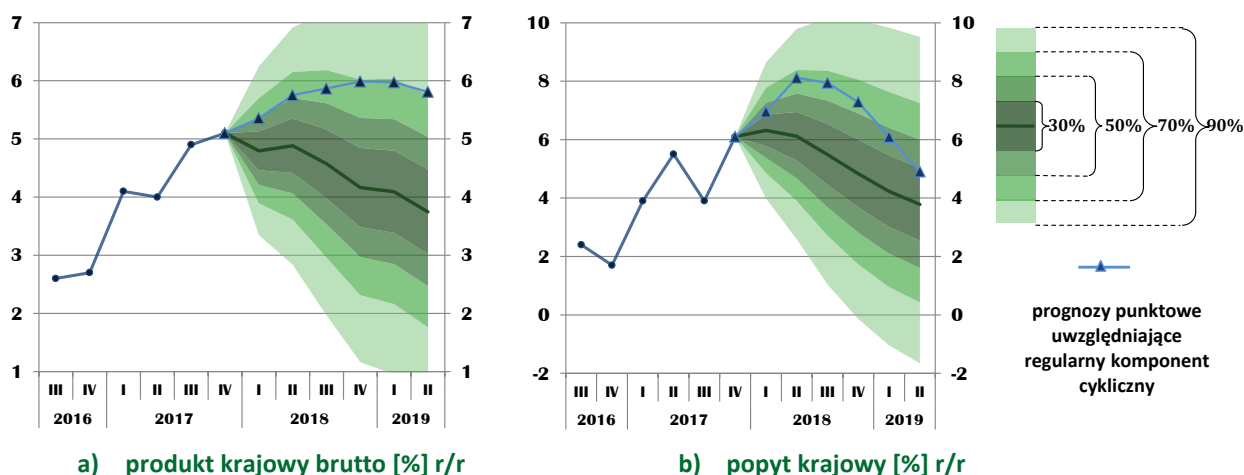 7
6
5
4
3
2
1
7
6
5
4
3
2
1
III IV I II III IV I II III IV I II
2016 2017 2018 2019
a) produkt krajowy brutto [%] r/r
10
8
6
4
2
0
-2
10
8
6
4
2
0
-2
III IV I II III IV I II III IV I II
2016 2017 2018 2019
b) popyt krajowy [%] r/r
30% 50% 70% 90%
prognozy punktowe
uwzględniające
regularny komponent
cykliczny